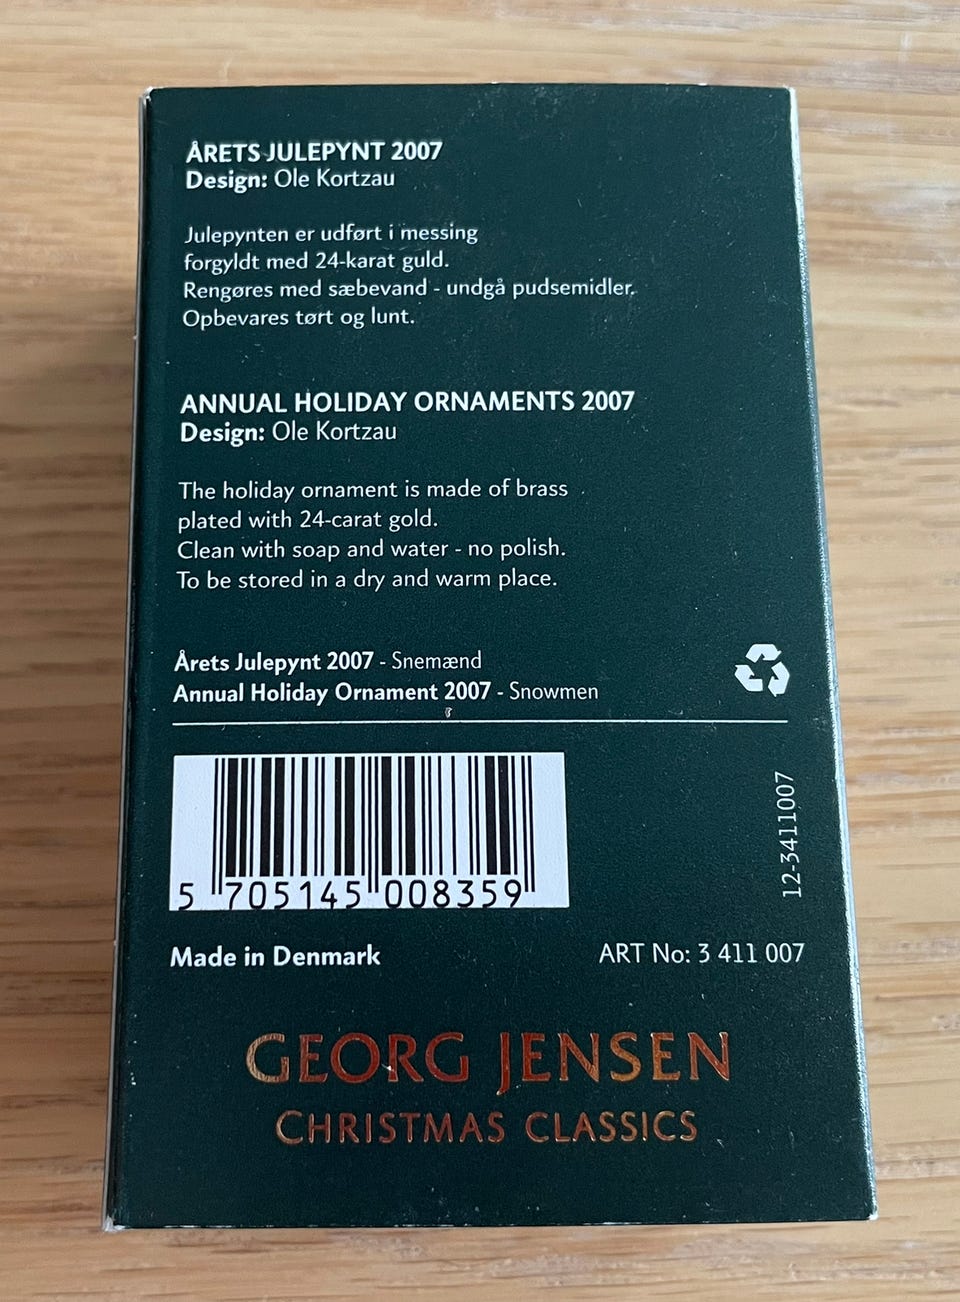 ÅRETS JULEPYNT 2007
Design: Ole Kortzau
Julepynten er udført i messing
forgyldt med 24-karat guld.
Rengøres med sæbevand - undgå pudsemidler.
Opbevares tørt og lunt.
ANNUAL HOLIDAY ORNAMENTS 2007
Design: Ole Kortzau
The holiday ornament is made of brass
plated with 24-carat gold.
Clean with soap and water - no polish.
To be stored in a dry and warm place.
Årets Julepynt 2007 - Snemænd
Annual Holiday Ornament 2007 - Snowmen
5 705145 008359
12-3411007
Made in Denmark
ART No: 3 411 007
GEORG JENSEN
CHRISTMAS CLASSICS